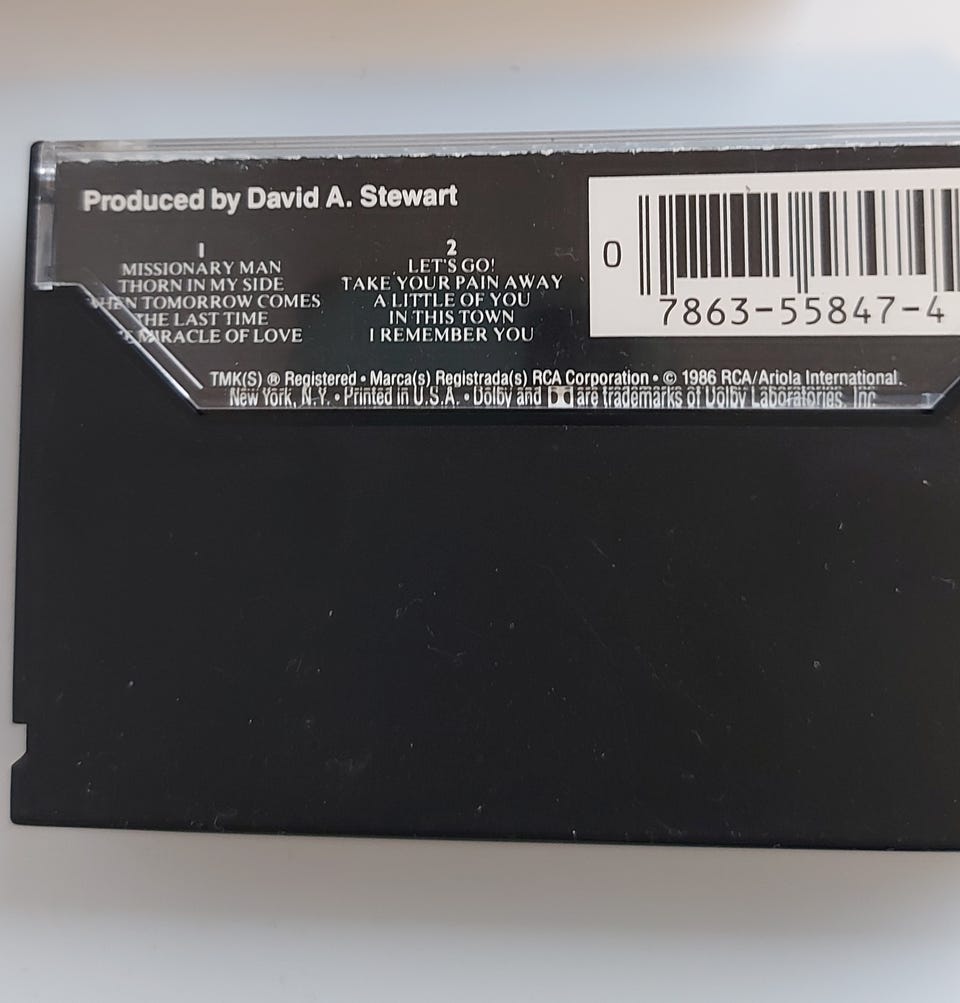 Produced by David A. Stewart
1
MISSIONARY MAN
THORN IN MY SIDE
WHEN TOMORROW COMES
THE LAST TIME
MIRACLE OF LOVE
2
LET'S GO!
TAKE YOUR PAIN AWAY
A LITTLE OF YOU
IN THIS TOWN
I REMEMBER YOU
0 7863-55847-4
TMK(S) ® Registered • Marca(s) Registrada(s) RCA Corporation • © 1986 RCA/Ariola International.
New York, N.Y. • Printed in U.S.A. • Dolby and are trademarks of Dolby Laboratories, Inc.